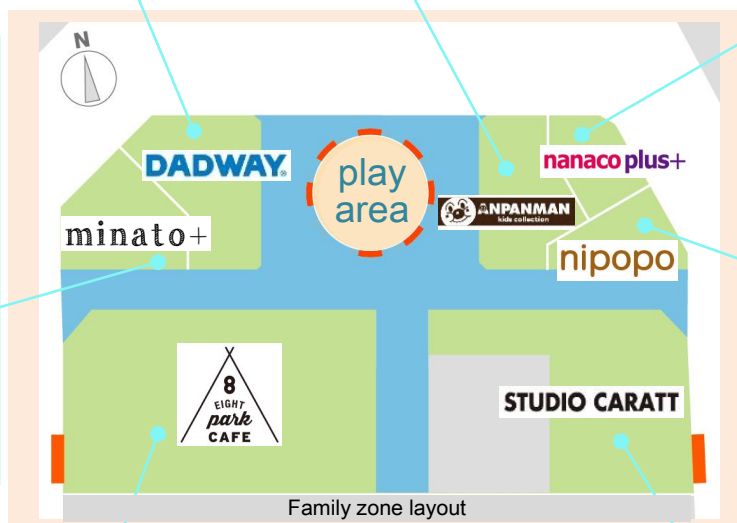 N
DADWAY®
play
area
nanaco plus+
ANPANMAN
kids collection
minato+
nipopo
8
EIGHT
park
CAFE
STUDIO CARATT
Family zone layout